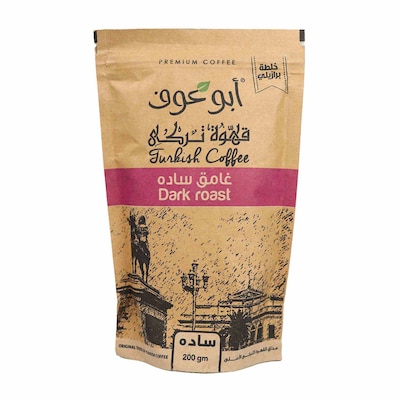 PREMIUM COFFEE
خلطة
برازيلي
أبو عوف
قهوة تركي
Turkish Coffee
غامق ساده
Dark roast
ساده
200 gm